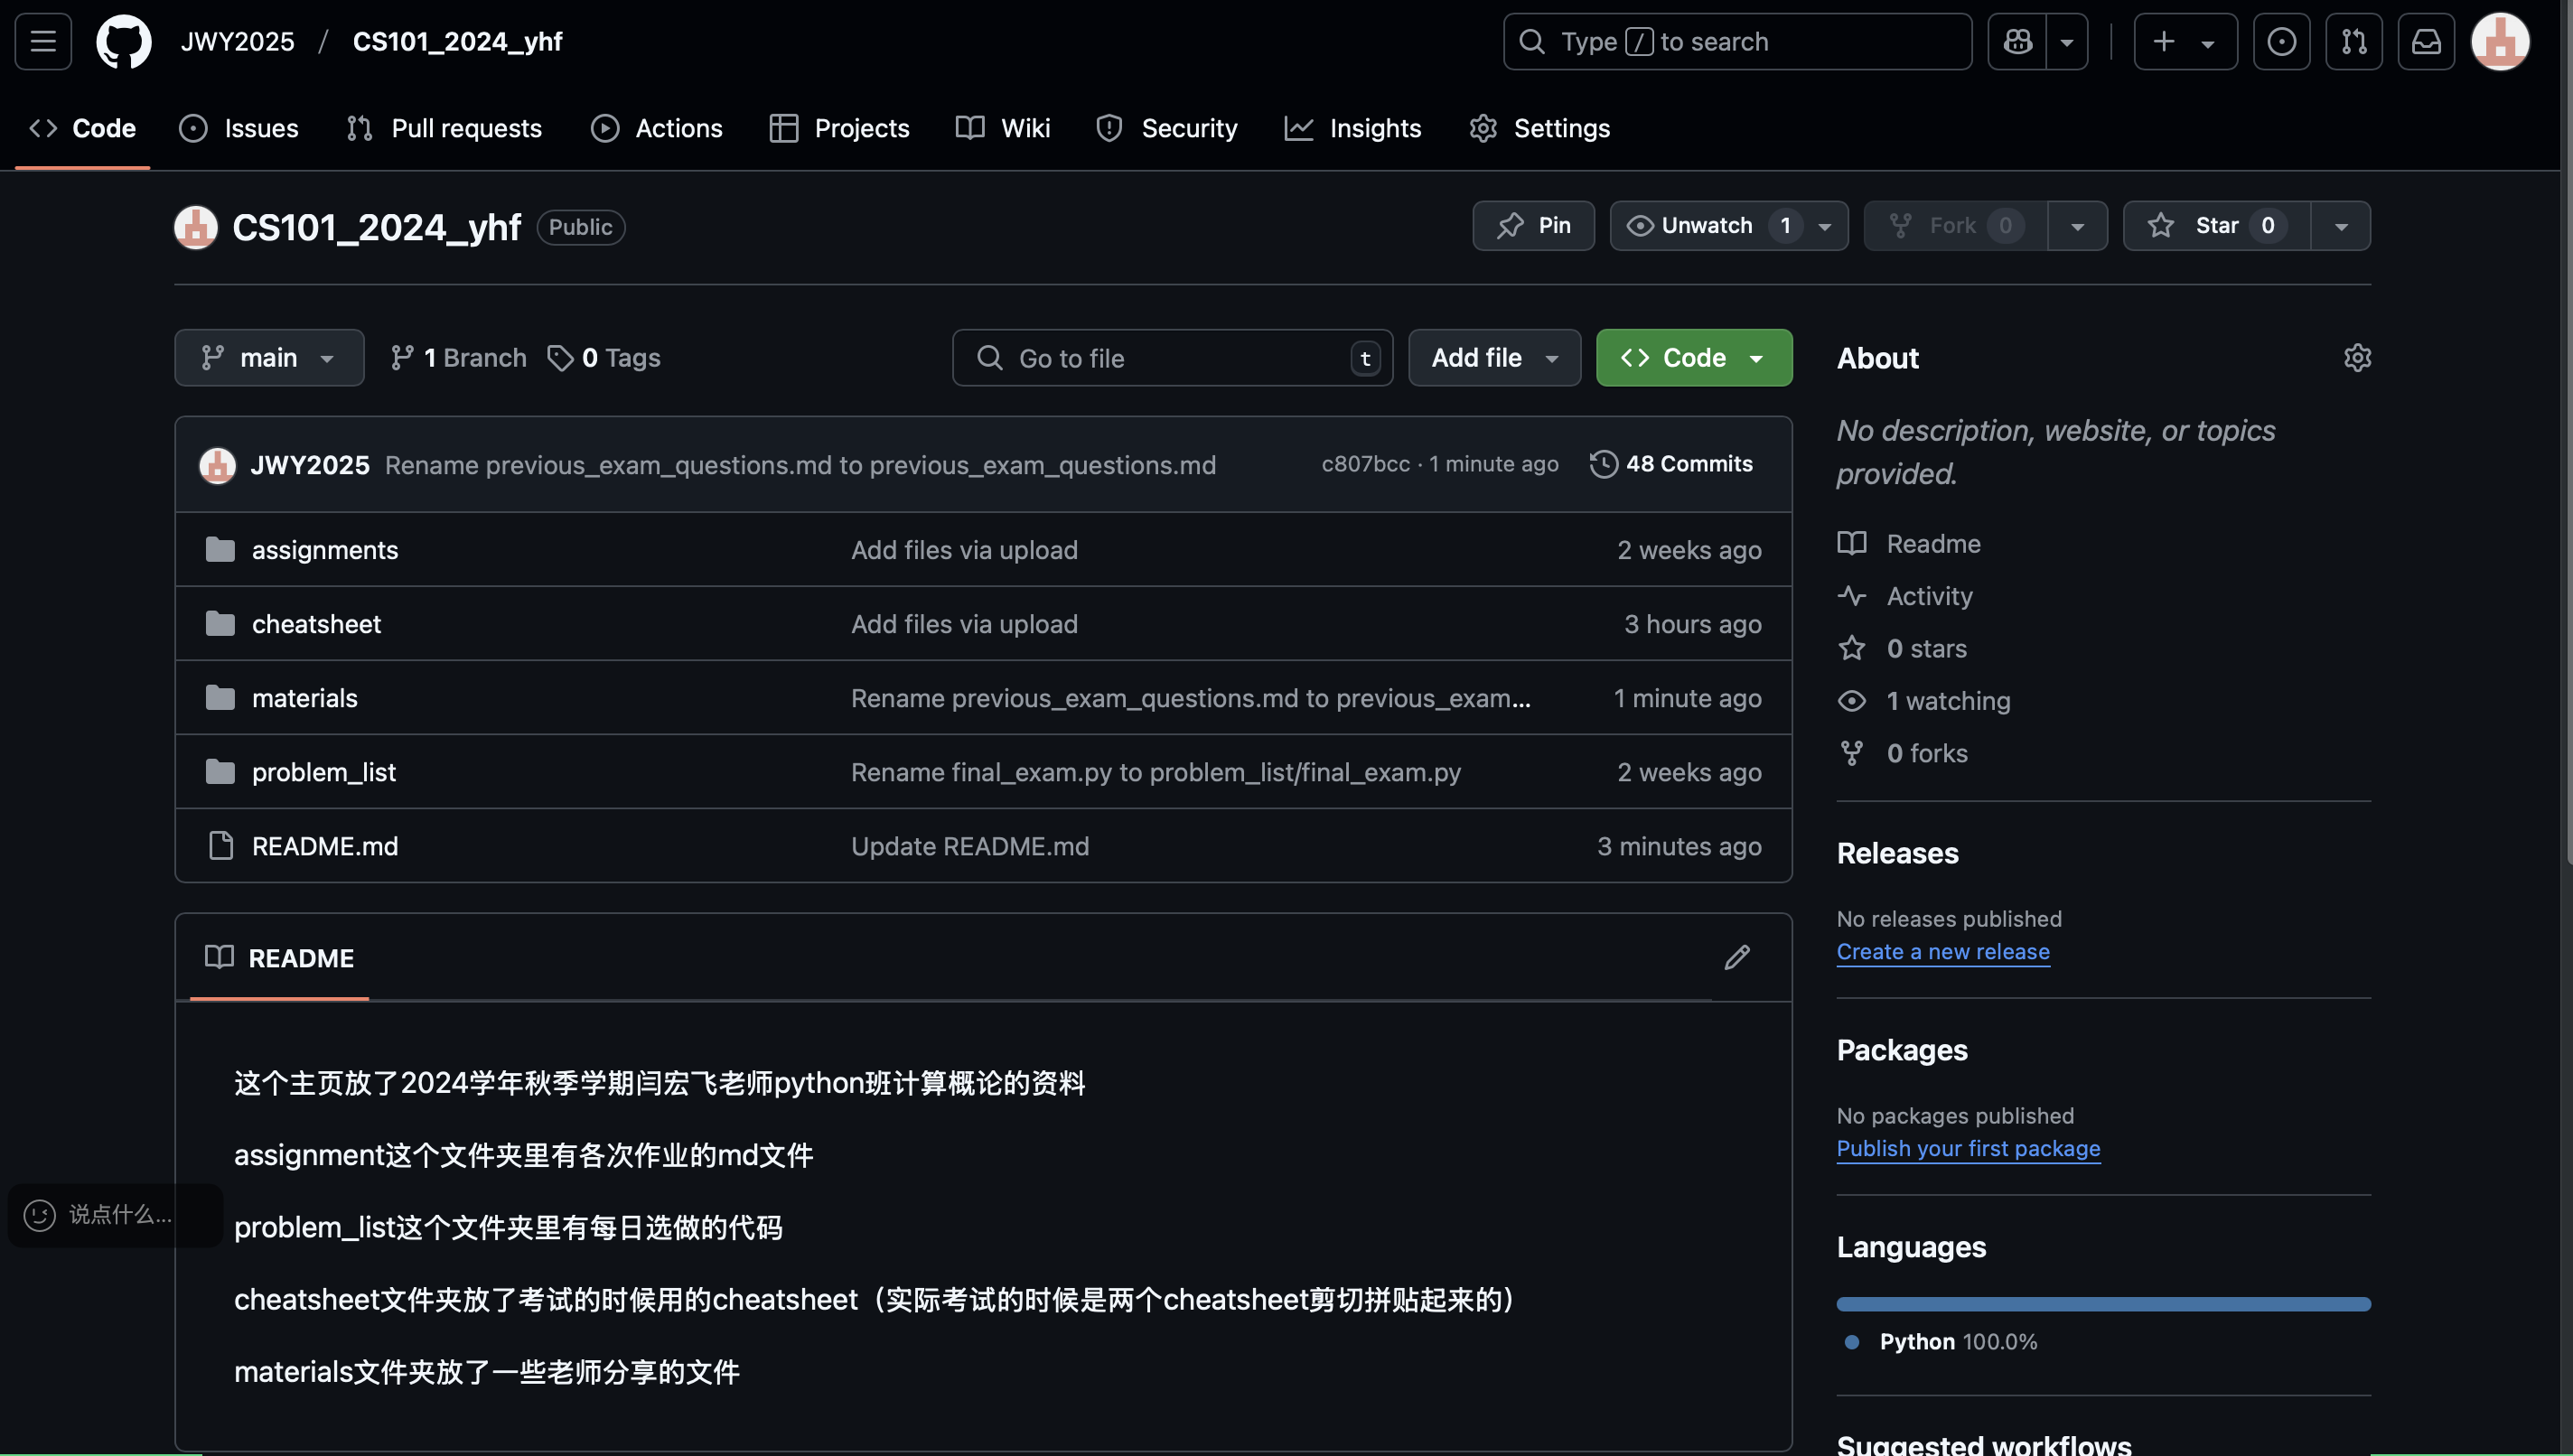 JWY2025 / CS101_2024_yhf
Type / to search
Code Issues Pull requests Actions Projects Wiki Security Insights Settings
CS101_2024_yhf Public
Pin Unwatch 1 Fork 0 Star 0
main 1 Branch 0 Tags Go to file t Add file Code
JWY2025 Rename previous_exam_questions.md to previous_exam_questions.md c807bcc · 1 minute ago 48 Commits
assignments Add files via upload 2 weeks ago
cheatsheet Add files via upload 3 hours ago
materials Rename previous_exam_questions.md to previous_exam... 1 minute ago
problem_list Rename final_exam.py to problem_list/final_exam.py 2 weeks ago
README.md Update README.md 3 minutes ago
README
这个主页放了2024学年秋季学期闫宏飞老师python班计算概论的资料
assignment这个文件夹里有各次作业的md文件
problem_list这个文件夹里有每日选做的代码
cheatsheet文件夹放了考试的时候用的cheatsheet（实际考试的时候是两个cheatsheet剪切拼贴起来的）
materials文件夹放了一些老师分享的文件
说点什么...
About
No description, website, or topics
provided.
Readme
Activity
0 stars
1 watching
0 forks
Releases
No releases published
Create a new release
Packages
No packages published
Publish your first package
Languages
Python 100.0%
Suggested workflows